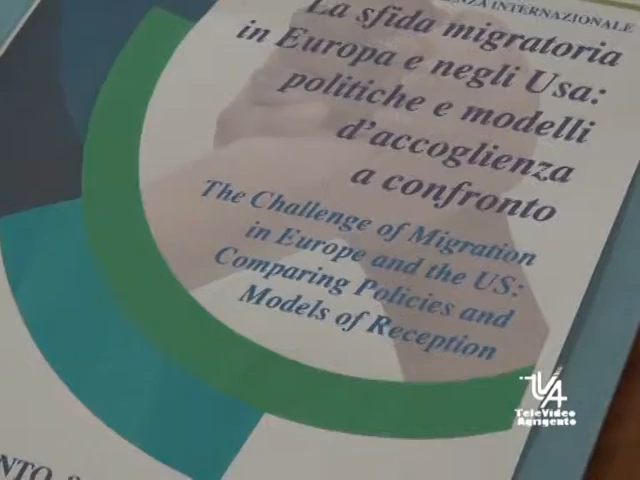 INTERNAZIONALE
La sfida migratoria
in Europa e negli Usa:
politiche e modelli
d'accoglienza
a confronto
The Challenge of Migration
in Europe and the US:
Comparing Policies and
Models of Reception
TVA
TeleVideo
Agrigento